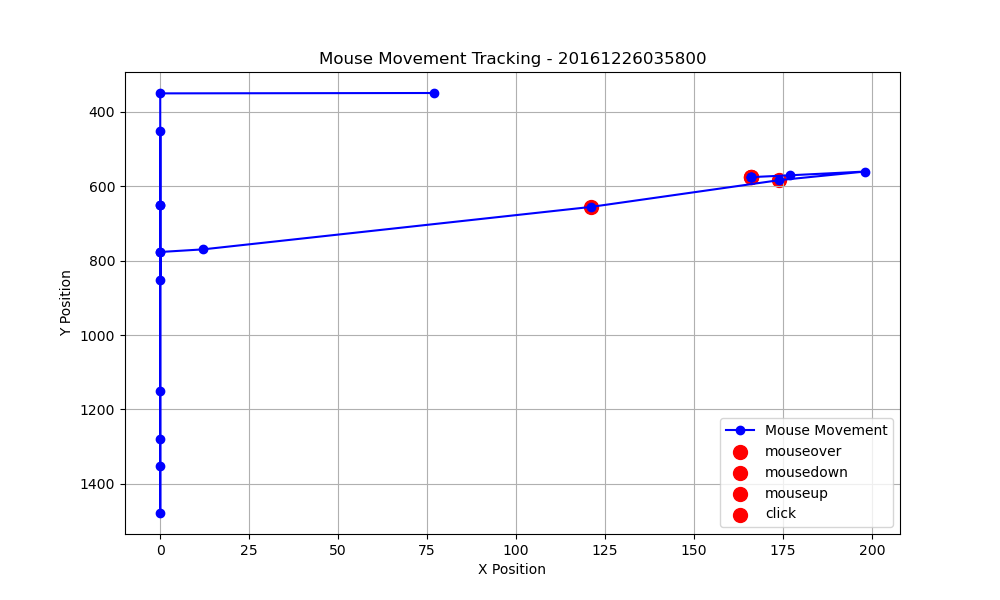 Mouse Movement Tracking - 20161226035800
400
600
800
1000
1200
1400
Y Position
0 25 50 75 100 125 150 175 200
X Position
Mouse Movement
mouseover
mousedown
mouseup
click